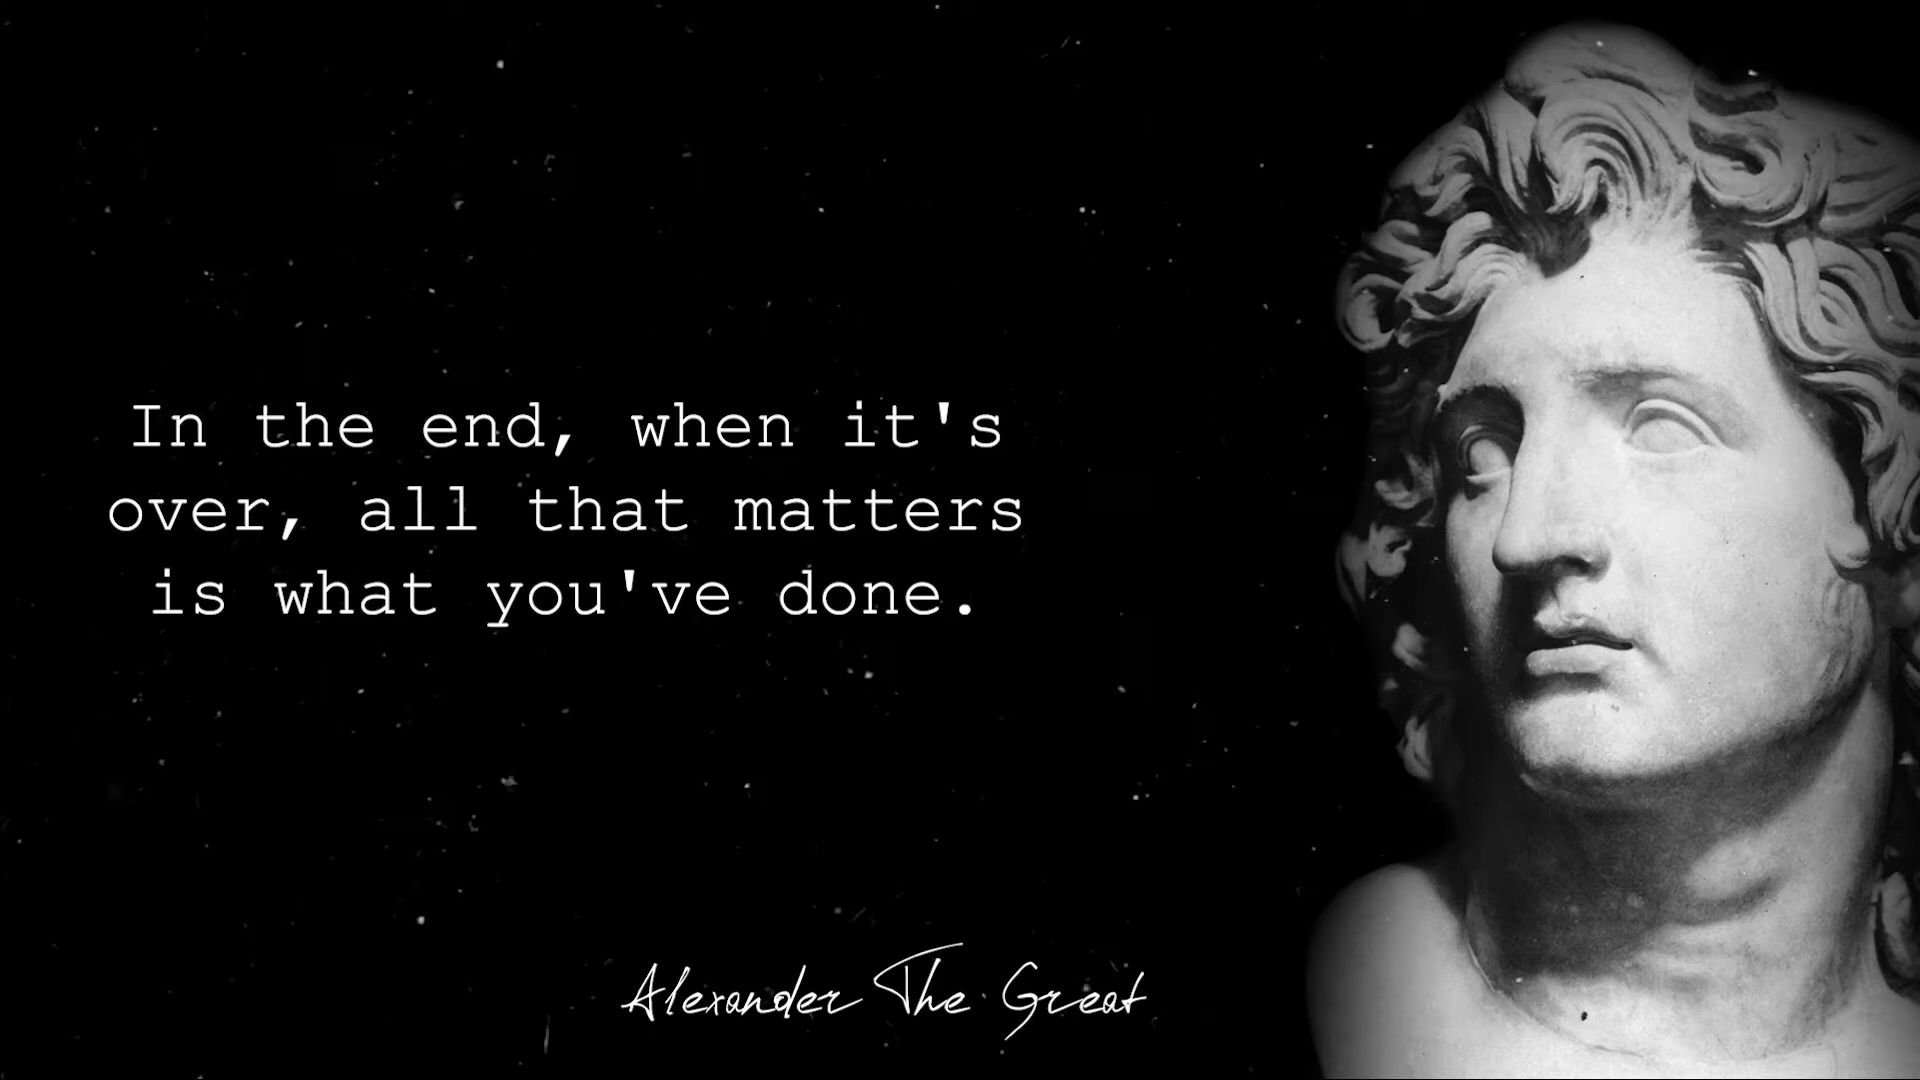 In the end, when it's
over, all that matters
is what you've done.
Alexander The Great